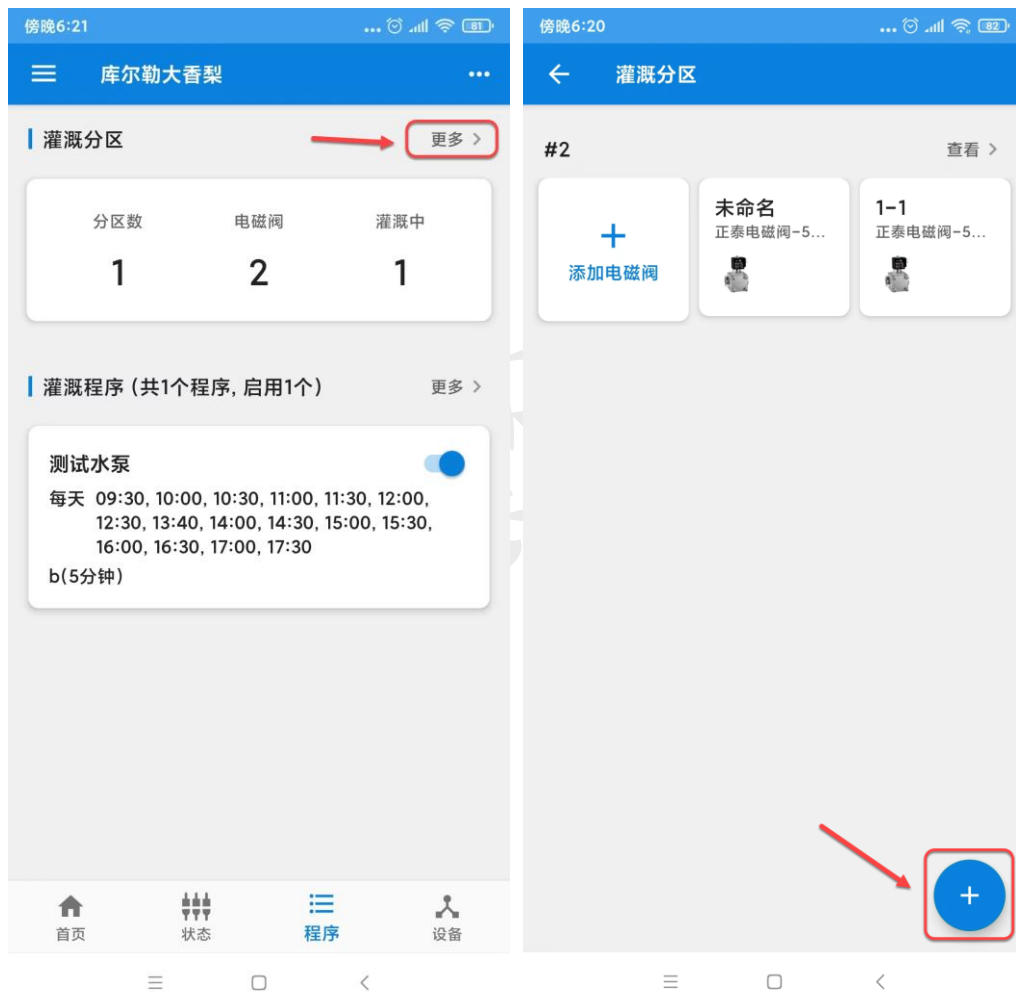 傍晚6:21
81
库尔勒大香梨
灌溉分区
更多
分区数 电磁阀 灌溉中
1 2 1
灌溉程序 (共1个程序, 启用1个)
更多
测试水泵
每天 09:30, 10:00, 10:30, 11:00, 11:30, 12:00,
12:30, 13:40, 14:00, 14:30, 15:00, 15:30,
16:00, 16:30, 17:00, 17:30
b(5分钟)
首页 状态 程序 设备
傍晚6:20
82
灌溉分区
#2
查看
添加电磁阀
未命名
正泰电磁阀-5...
1-1
正泰电磁阀-5...